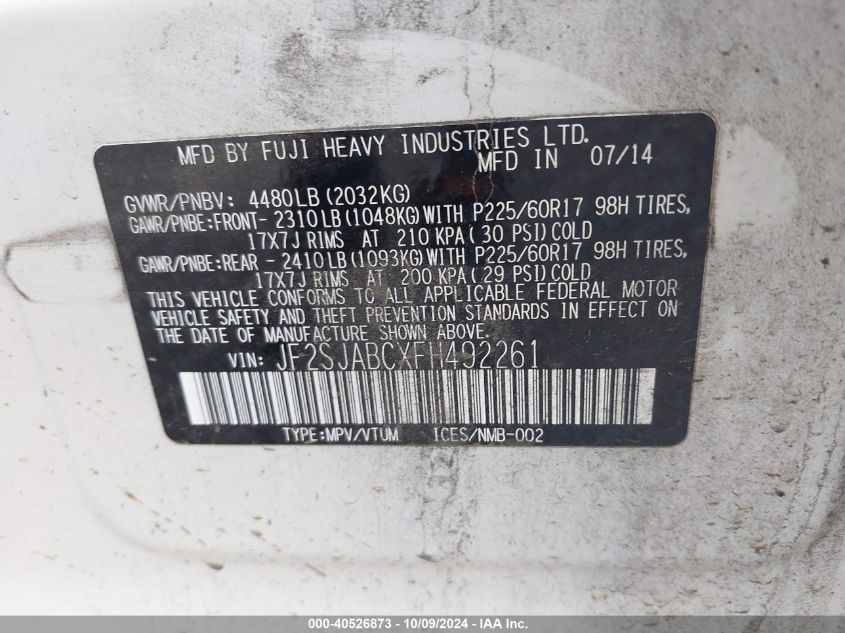 MFD BY FUJI HEAVY INDUSTRIES LTD.
MFD IN 07/14
GVWR/PNBV: 4480LB (2032KG)
GAWR/PNBE:FRONT- 2310LB(1048KG)WITH P225/60R17 98H TIRES,
17X7J RIMS AT 210KPA(30 PSI)COLD
GAWR/PNBE:REAR - 2410LB(1093KG)WITH P225/60R17 98H TIRES,
17X7J RIMS AT 200KPA(29 PSI)COLD
THIS VEHICLE CONFORMS TO ALL APPLICABLE FEDERAL MOTOR
VEHICLE SAFETY AND THEFT PREVENTION STANDARDS IN EFFECT ON
THE DATE OF MANUFACTURE SHOWN ABOVE.
VIN: JF2SJABCXFH492261
TYPE:MPV/VTUM ICES/NMB-002
000-40526873 - 10/09/2024 - IAA Inc.